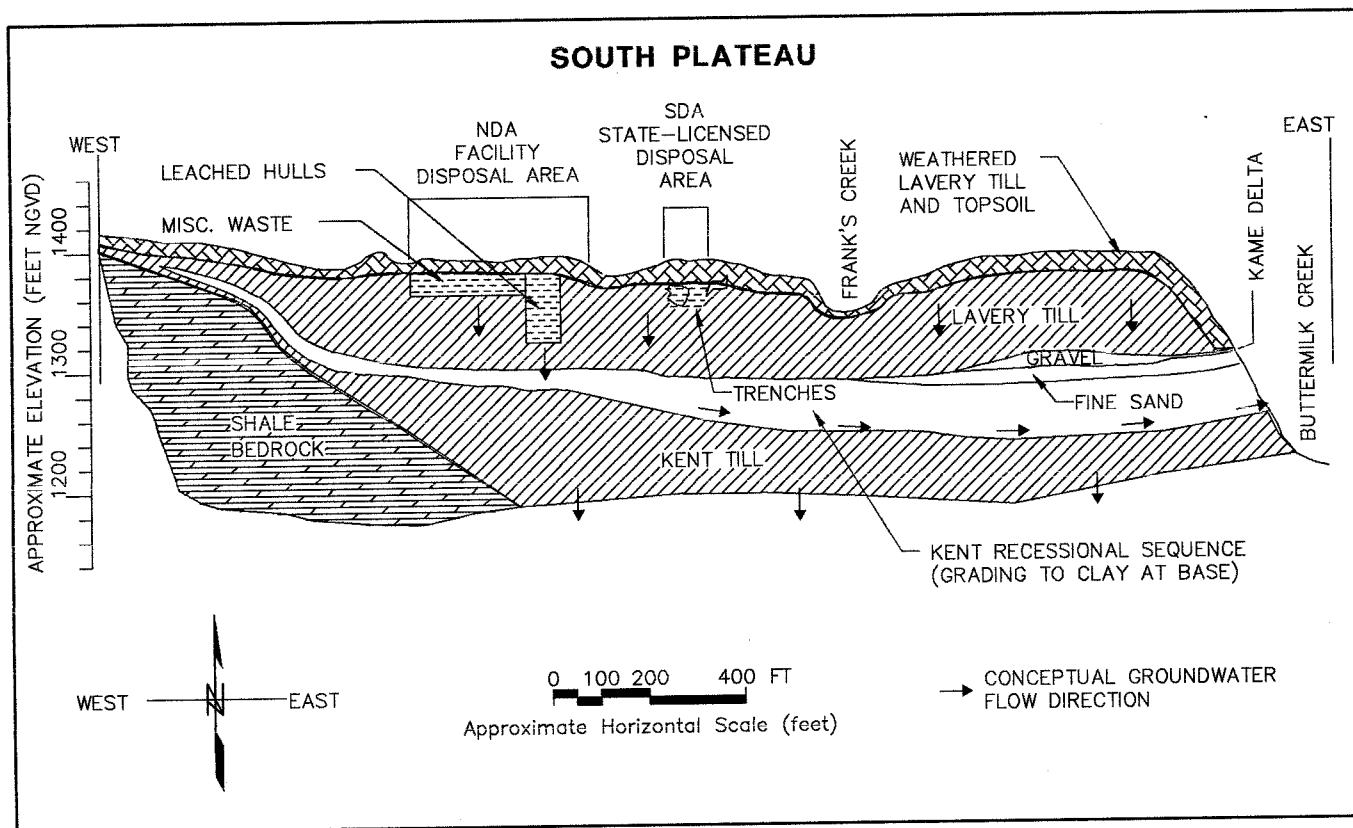 SOUTH PLATEAU
WEST
EAST
NDA
FACILITY
DISPOSAL AREA
SDA
STATE-LICENSED
DISPOSAL
AREA
LEACHED HULLS
MISC. WASTE
FRANK'S CREEK
WEATHERED
LAVERY TILL
AND TOPSOIL
KAME DELTA
BUTTERMILK CREEK
APPROXIMATE ELEVATION (FEET NGVD)
1400
1300
1200
LAVERY TILL
GRAVEL
TRENCHES
FINE SAND
SHALE
BEDROCK
KENT TILL
KENT RECESSIONAL SEQUENCE
(GRADING TO CLAY AT BASE)
WEST
N
EAST
0 100 200 400 FT
Approximate Horizontal Scale (feet)
CONCEPTUAL GROUNDWATER
FLOW DIRECTION